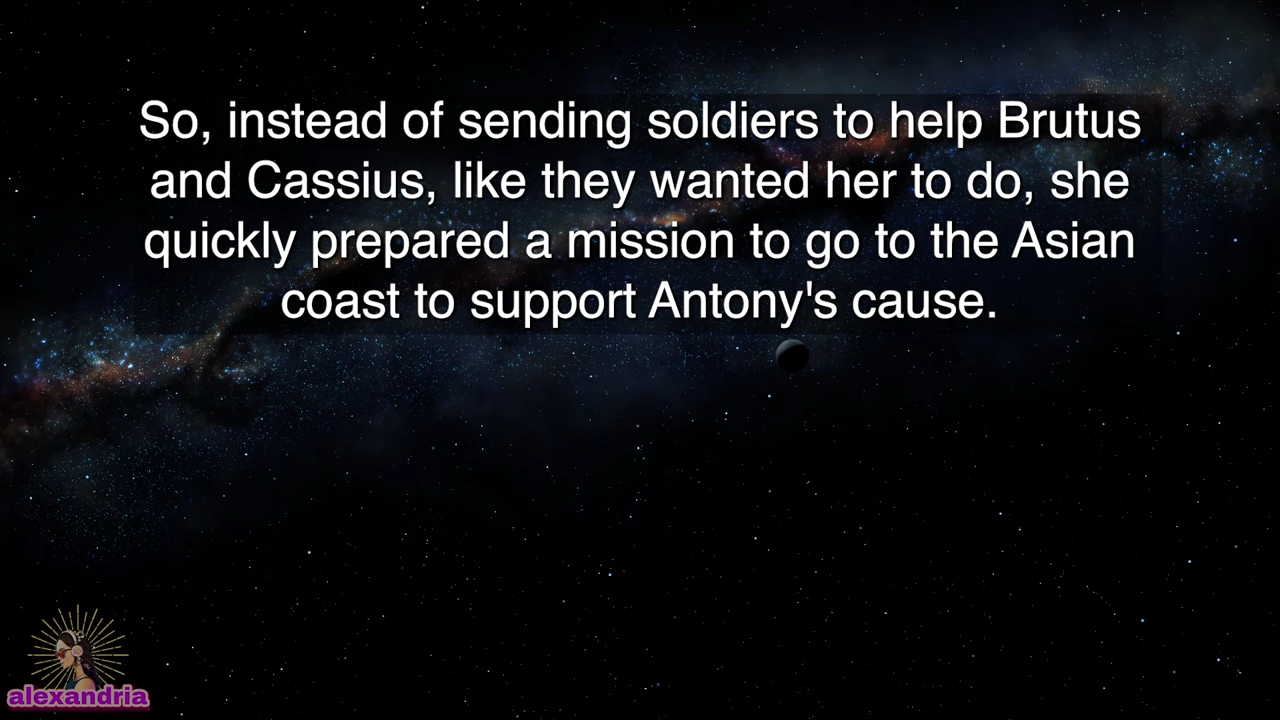 So, instead of sending soldiers to help Brutus
and Cassius, like they wanted her to do, she
quickly prepared a mission to go to the Asian
coast to support Antony's cause.
alexandria